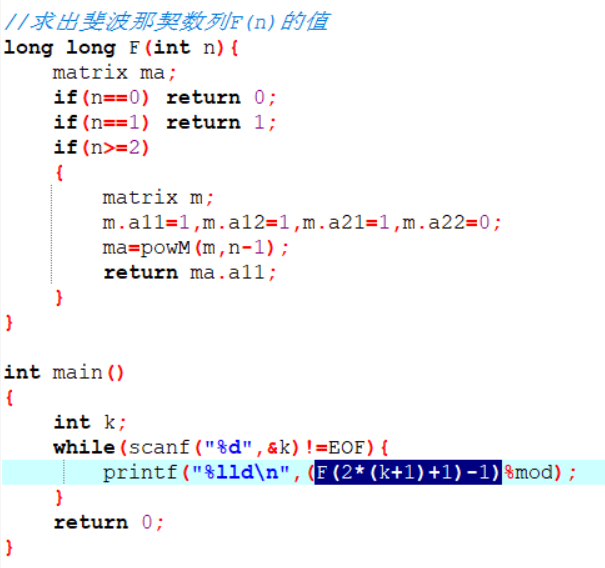 //求出斐波那契数列F(n)的值
long long F(int n){
matrix ma;
if(n==0) return 0;
if(n==1) return 1;
if(n>=2)
{
matrix m;
m.a11=1,m.a12=1,m.a21=1,m.a22=0;
ma=powM(m,n-1);
return ma.a11;
}
}
int main()
{
int k;
while(scanf("%d",&k)!=EOF){
printf("%lld\n",(F(2*(k+1)+1)-1)%mod);
}
return 0;
}